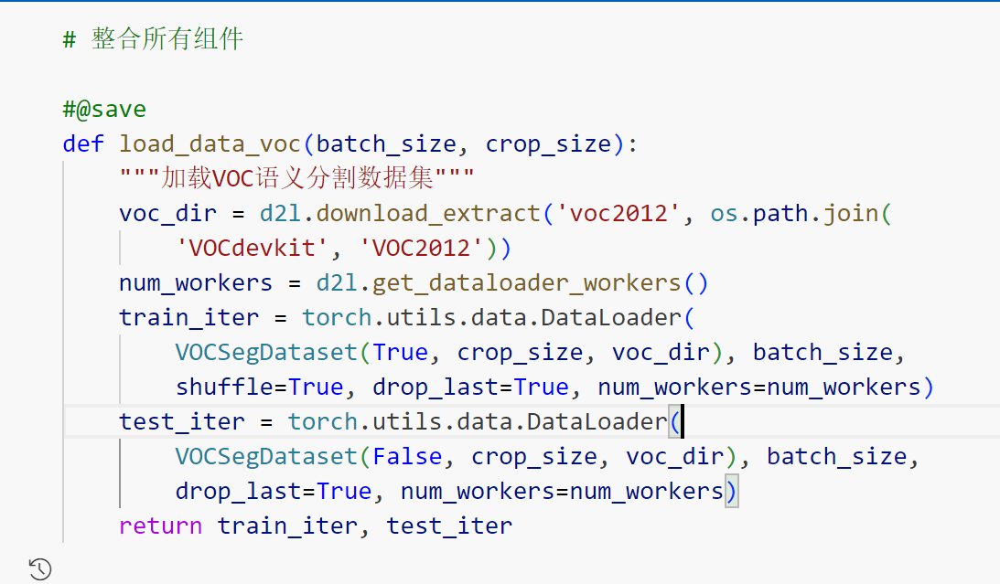 # 整合所有组件
#@save
def load_data_voc(batch_size, crop_size):
"""加载VOC语义分割数据集"""
voc_dir = d2l.download_extract('voc2012', os.path.join(
'VOCdevkit', 'VOC2012'))
num_workers = d2l.get_dataloader_workers()
train_iter = torch.utils.data.DataLoader(
VOCSegDataset(True, crop_size, voc_dir), batch_size,
shuffle=True, drop_last=True, num_workers=num_workers)
test_iter = torch.utils.data.DataLoader(
VOCSegDataset(False, crop_size, voc_dir), batch_size,
drop_last=True, num_workers=num_workers)
return train_iter, test_iter